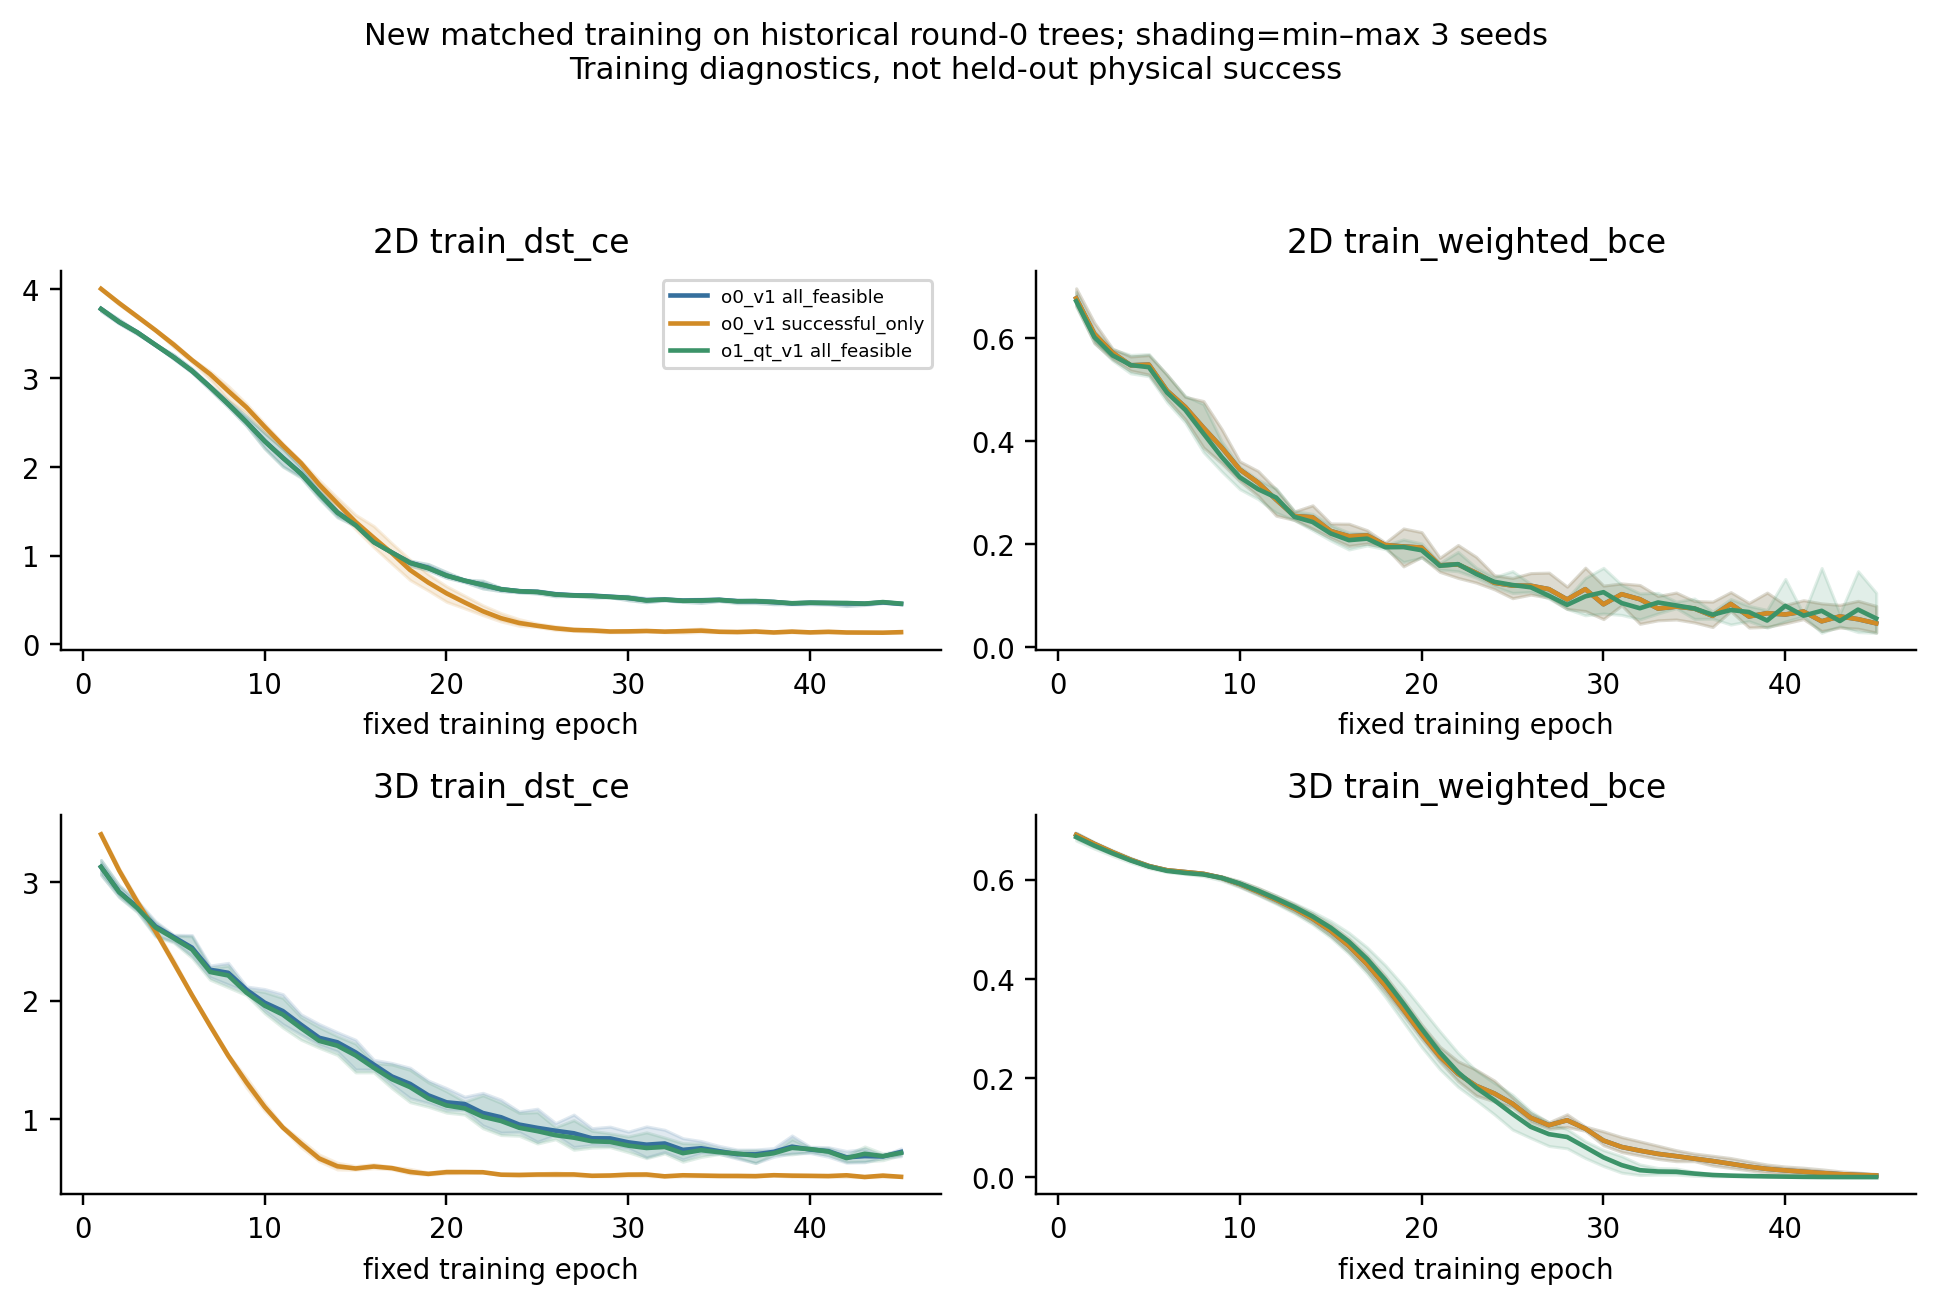 New matched training on historical round-0 trees; shading=min–max 3 seeds
Training diagnostics, not held-out physical success
2D train_dst_ce
4
3
2
1
0
0 10 20 30 40
fixed training epoch
o0_v1 all_feasible
o0_v1 successful_only
o1_qt_v1 all_feasible
2D train_weighted_bce
0.6
0.4
0.2
0.0
0 10 20 30 40
fixed training epoch
3D train_dst_ce
3
2
1
0 10 20 30 40
fixed training epoch
3D train_weighted_bce
0.6
0.4
0.2
0.0
0 10 20 30 40
fixed training epoch